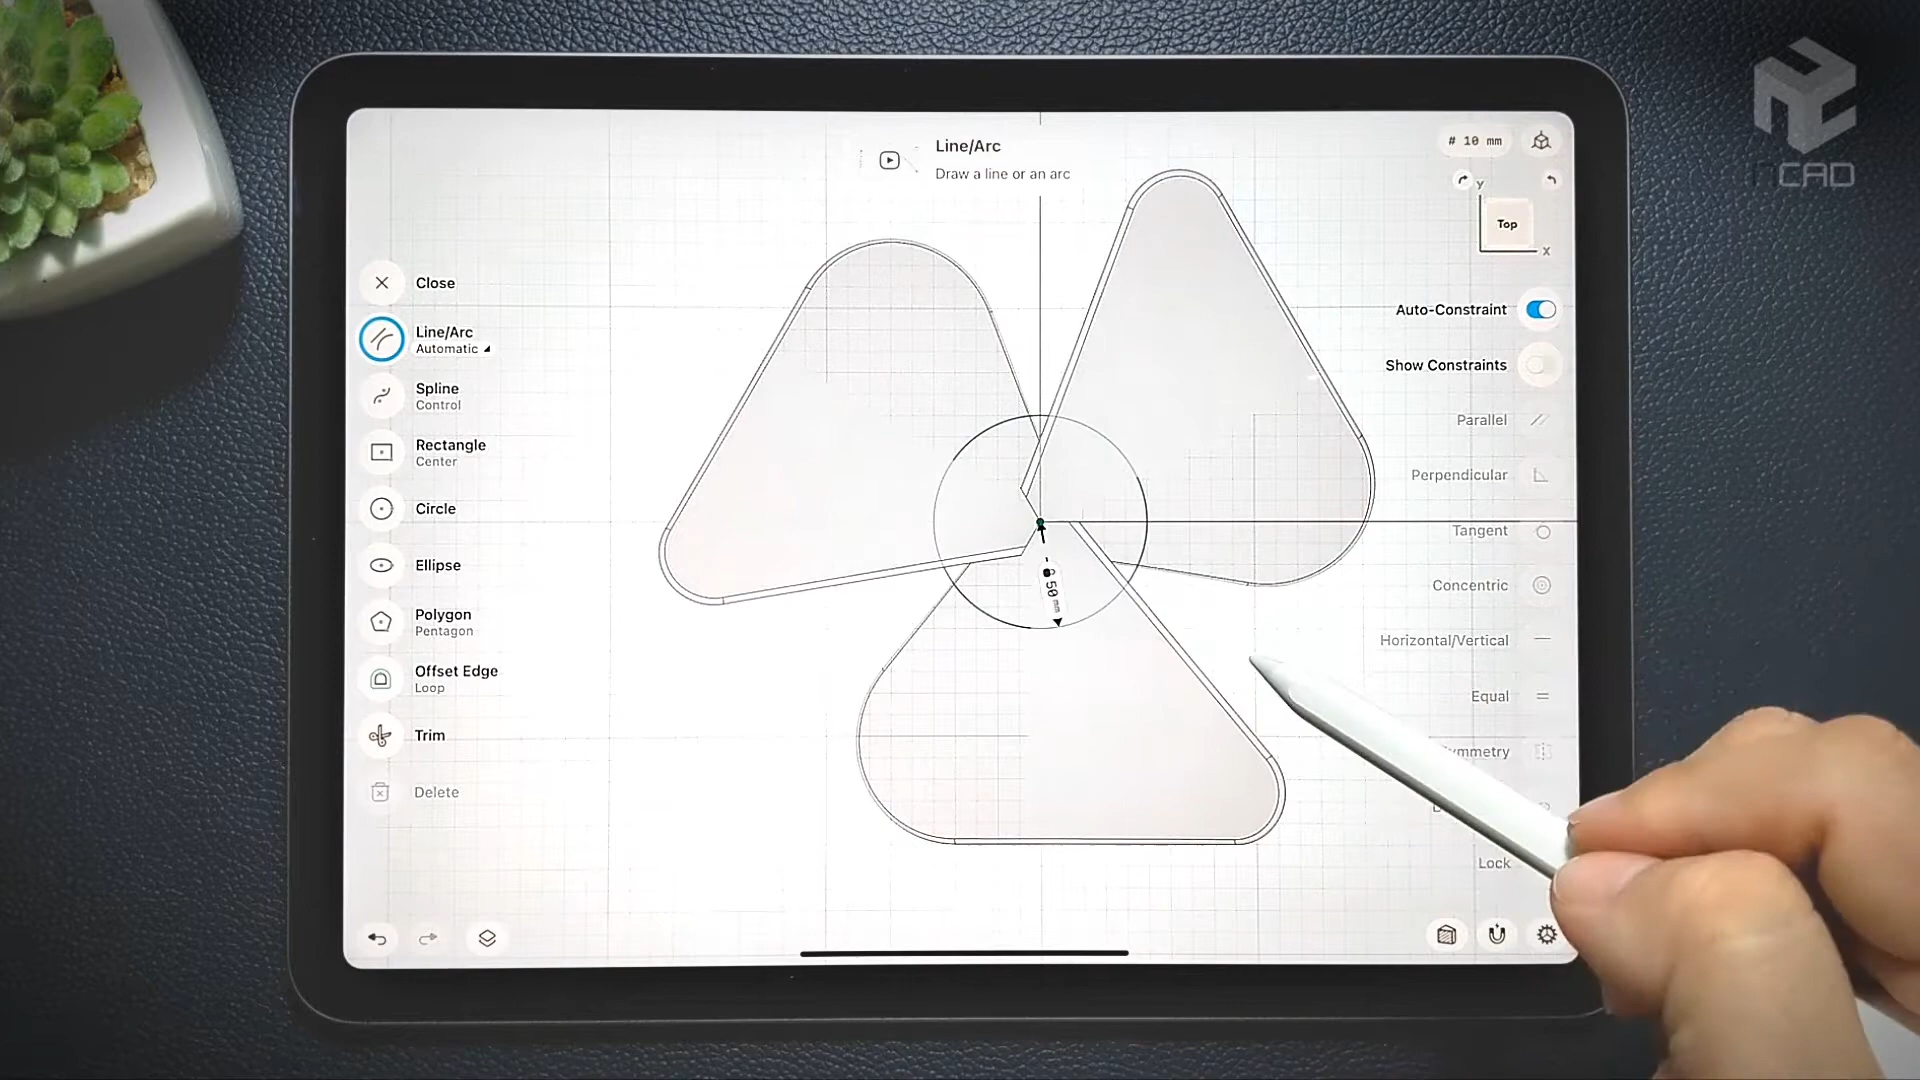 Line/Arc
Draw a line or an arc
# 10 mm
y
Top
x
CAD
Close
Line/Arc
Automatic
Spline
Control
Rectangle
Center
Circle
Ellipse
Polygon
Pentagon
Offset Edge
Loop
Trim
Delete
50 mm
Auto-Constraint
Show Constraints
Parallel
Perpendicular
Tangent
Concentric
Horizontal/Vertical
Equal
Lock